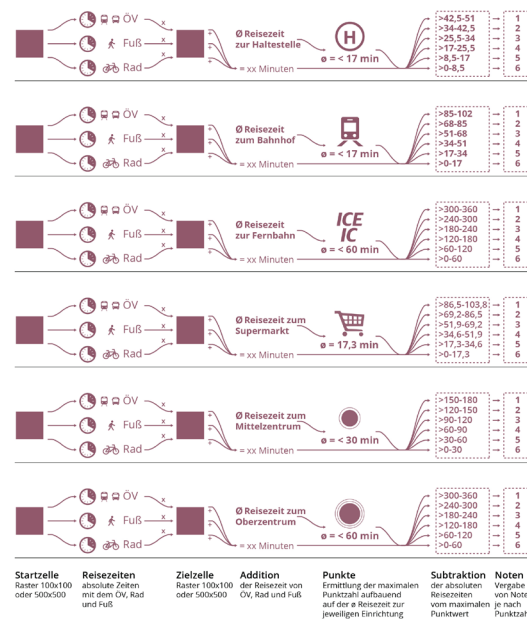 ÖV x
Fuß x
Rad x
+
+
+
Ø Reisezeit
zur Haltestelle
= xx Minuten
H
ø = < 17 min
>42,5-51 1
>34-42,5 2
>25,5-34 3
>17-25,5 4
>8,5-17 5
>0-8,5 6
ÖV x
Fuß x
Rad x
+
+
+
Ø Reisezeit
zum Bahnhof
= xx Minuten
ø = < 17 min
>85-102 1
>68-85 2
>51-68 3
>34-51 4
>17-34 5
>0-17 6
ÖV x
Fuß x
Rad x
+
+
+
Ø Reisezeit
zur Fernbahn
= xx Minuten
ICE
IC
ø = < 60 min
>300-360 1
>240-300 2
>180-240 3
>120-180 4
>60-120 5
>0-60 6
ÖV x
Fuß x
Rad x
+
+
+
Ø Reisezeit zum
Supermarkt
= xx Minuten
ø = 17,3 min
>86,5-103,8 1
>69,2-86,5 2
>51,9-69,2 3
>34,6-51,9 4
>17,3-34,6 5
>0-17,3 6
ÖV x
Fuß x
Rad x
+
+
+
Ø Reisezeit zum
Mittelzentrum
= xx Minuten
ø = < 30 min
>150-180 1
>120-150 2
>90-120 3
>60-90 4
>30-60 5
>0-30 6
ÖV x
Fuß x
Rad x
+
+
+
Ø Reisezeit zum
Oberzentrum
= xx Minuten
ø = < 60 min
>300-360 1
>240-300 2
>180-240 3
>120-180 4
>60-120 5
>0-60 6
Startzelle
Raster 100x100
oder 500x500
Reisezeiten
absolute Zeiten
mit dem ÖV, Rad
und Fuß
Zielzelle
Raster 100x100
oder 500x500
Addition
der Reisezeit von
ÖV, Rad und Fuß
Punkte
Ermittlung der maximalen
Punktzahl aufbauend
auf der ø Reisezeit zur
jeweiligen Einrichtung
Subtraktion
der absoluten
Reisezeiten
vom maximalen
Punktwert
Noten
Vergabe
von Note
je nach
Punktzah